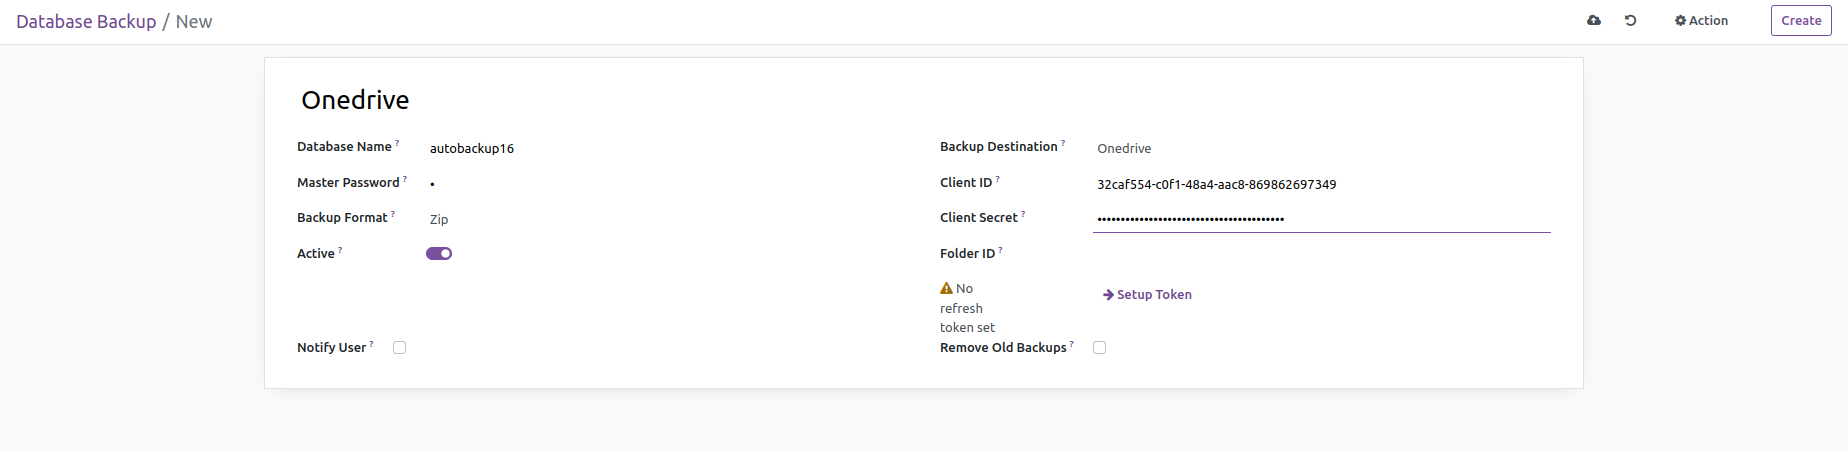 Database Backup / New
Action
Create
Onedrive
Database Name ?
autobackup16
Backup Destination ?
Onedrive
Master Password ?
•
Client ID ?
32caf554-c0f1-48a4-aac8-869862697349
Backup Format ?
Zip
Client Secret ?
••••••••••••••••••••••••••••••••••••••••
Active ?
Folder ID ?
No
refresh
token set
Setup Token
Notify User ?
Remove Old Backups ?